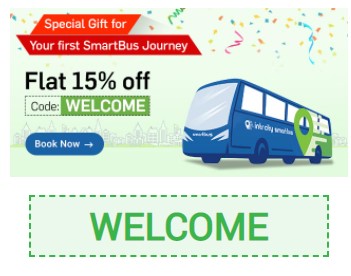 Special Gift for
Your first SmartBus Journey
Flat 15% off
Code: WELCOME
Book Now →
intrcity smartbus
WELCOME